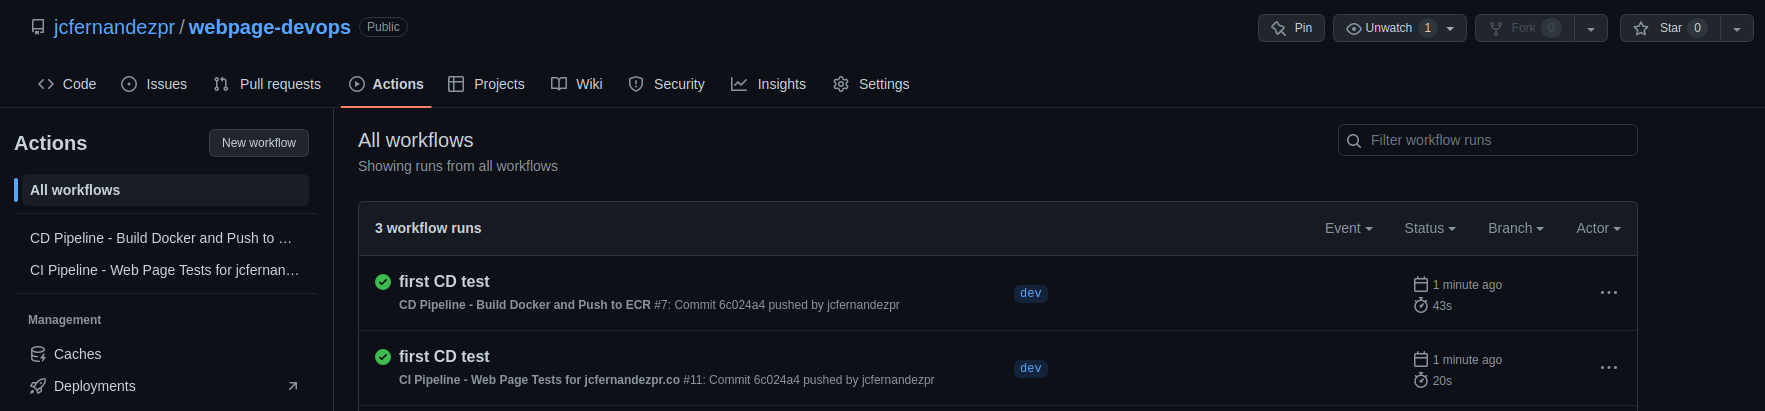 jcfernandezpr / webpage-devops Public
Pin Unwatch 1 Fork 0 Star 0
Code Issues Pull requests Actions Projects Wiki Security Insights Settings
Actions
New workflow
All workflows
CD Pipeline - Build Docker and Push to ...
CI Pipeline - Web Page Tests for jcfernan...
Management
Caches
Deployments
All workflows
Showing runs from all workflows
Filter workflow runs
3 workflow runs
Event Status Branch Actor
first CD test
CD Pipeline - Build Docker and Push to ECR #7: Commit 6c024a4 pushed by jcfernandezpr
dev
1 minute ago
43s
first CD test
CI Pipeline - Web Page Tests for jcfernandezpr.co #11: Commit 6c024a4 pushed by jcfernandezpr
dev
1 minute ago
20s